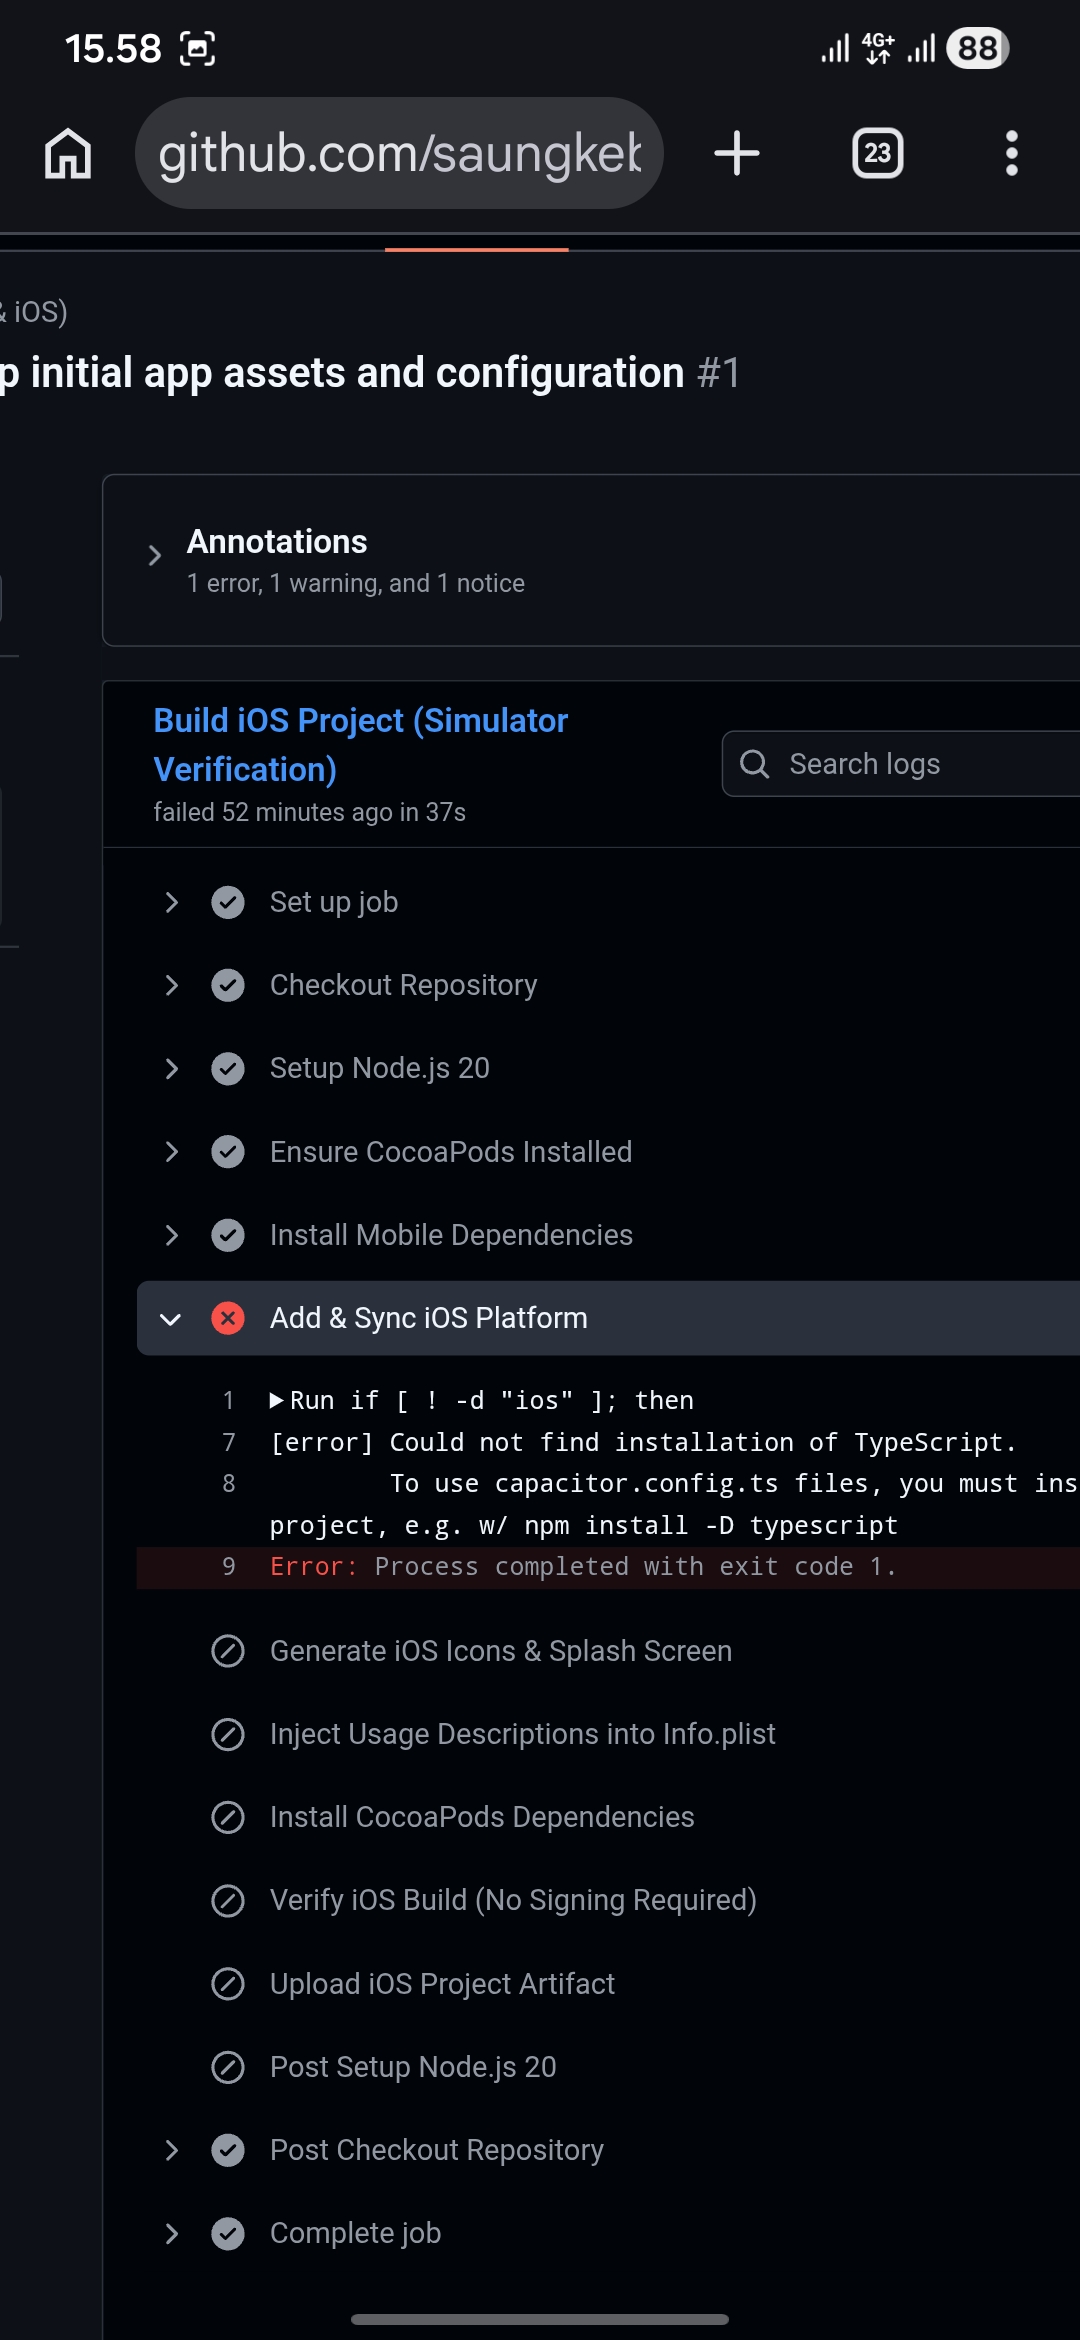 15.58
4G+
88
github.com/saungkeb
23
& iOS)
p initial app assets and configuration #1
Annotations
1 error, 1 warning, and 1 notice
Build iOS Project (Simulator
Verification)
failed 52 minutes ago in 37s
Search logs
Set up job
Checkout Repository
Setup Node.js 20
Ensure CocoaPods Installed
Install Mobile Dependencies
Add & Sync iOS Platform
1 Run if [ ! -d "ios" ]; then
7 [error] Could not find installation of TypeScript.
8 To use capacitor.config.ts files, you must ins
project, e.g. w/ npm install -D typescript
9 Error: Process completed with exit code 1.
Generate iOS Icons & Splash Screen
Inject Usage Descriptions into Info.plist
Install CocoaPods Dependencies
Verify iOS Build (No Signing Required)
Upload iOS Project Artifact
Post Setup Node.js 20
Post Checkout Repository
Complete job